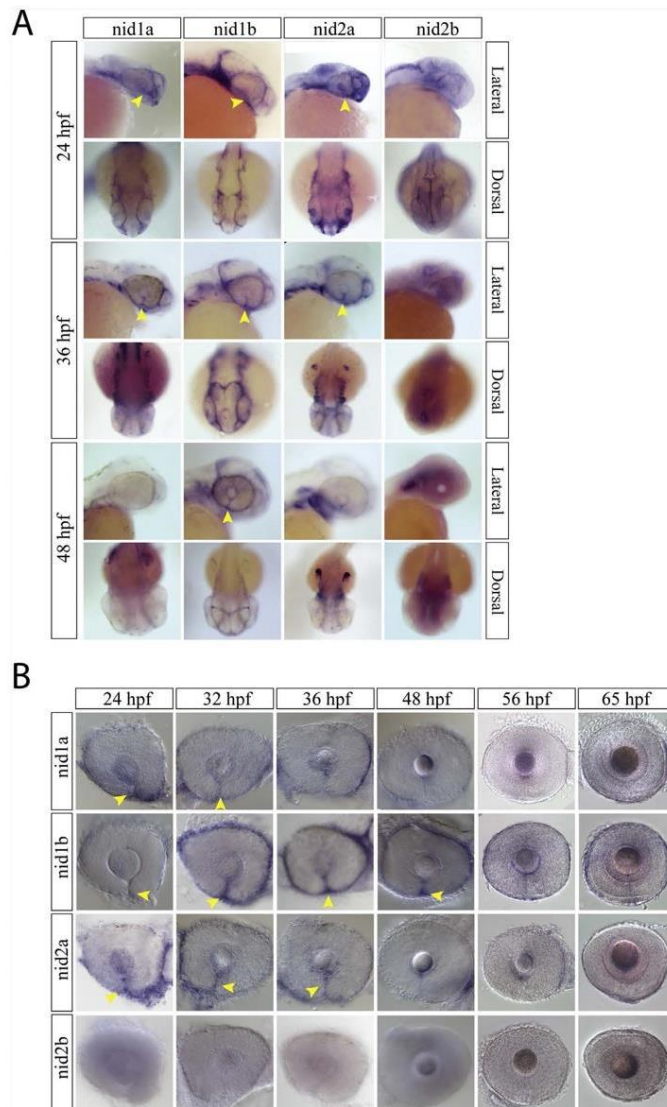 A
nid1a nid1b nid2a nid2b
24 hpf
Lateral
Dorsal
36 hpf
Lateral
Dorsal
48 hpf
Lateral
Dorsal
B
24 hpf 32 hpf 36 hpf 48 hpf 56 hpf 65 hpf
nid1a
nid1b
nid2a
nid2b